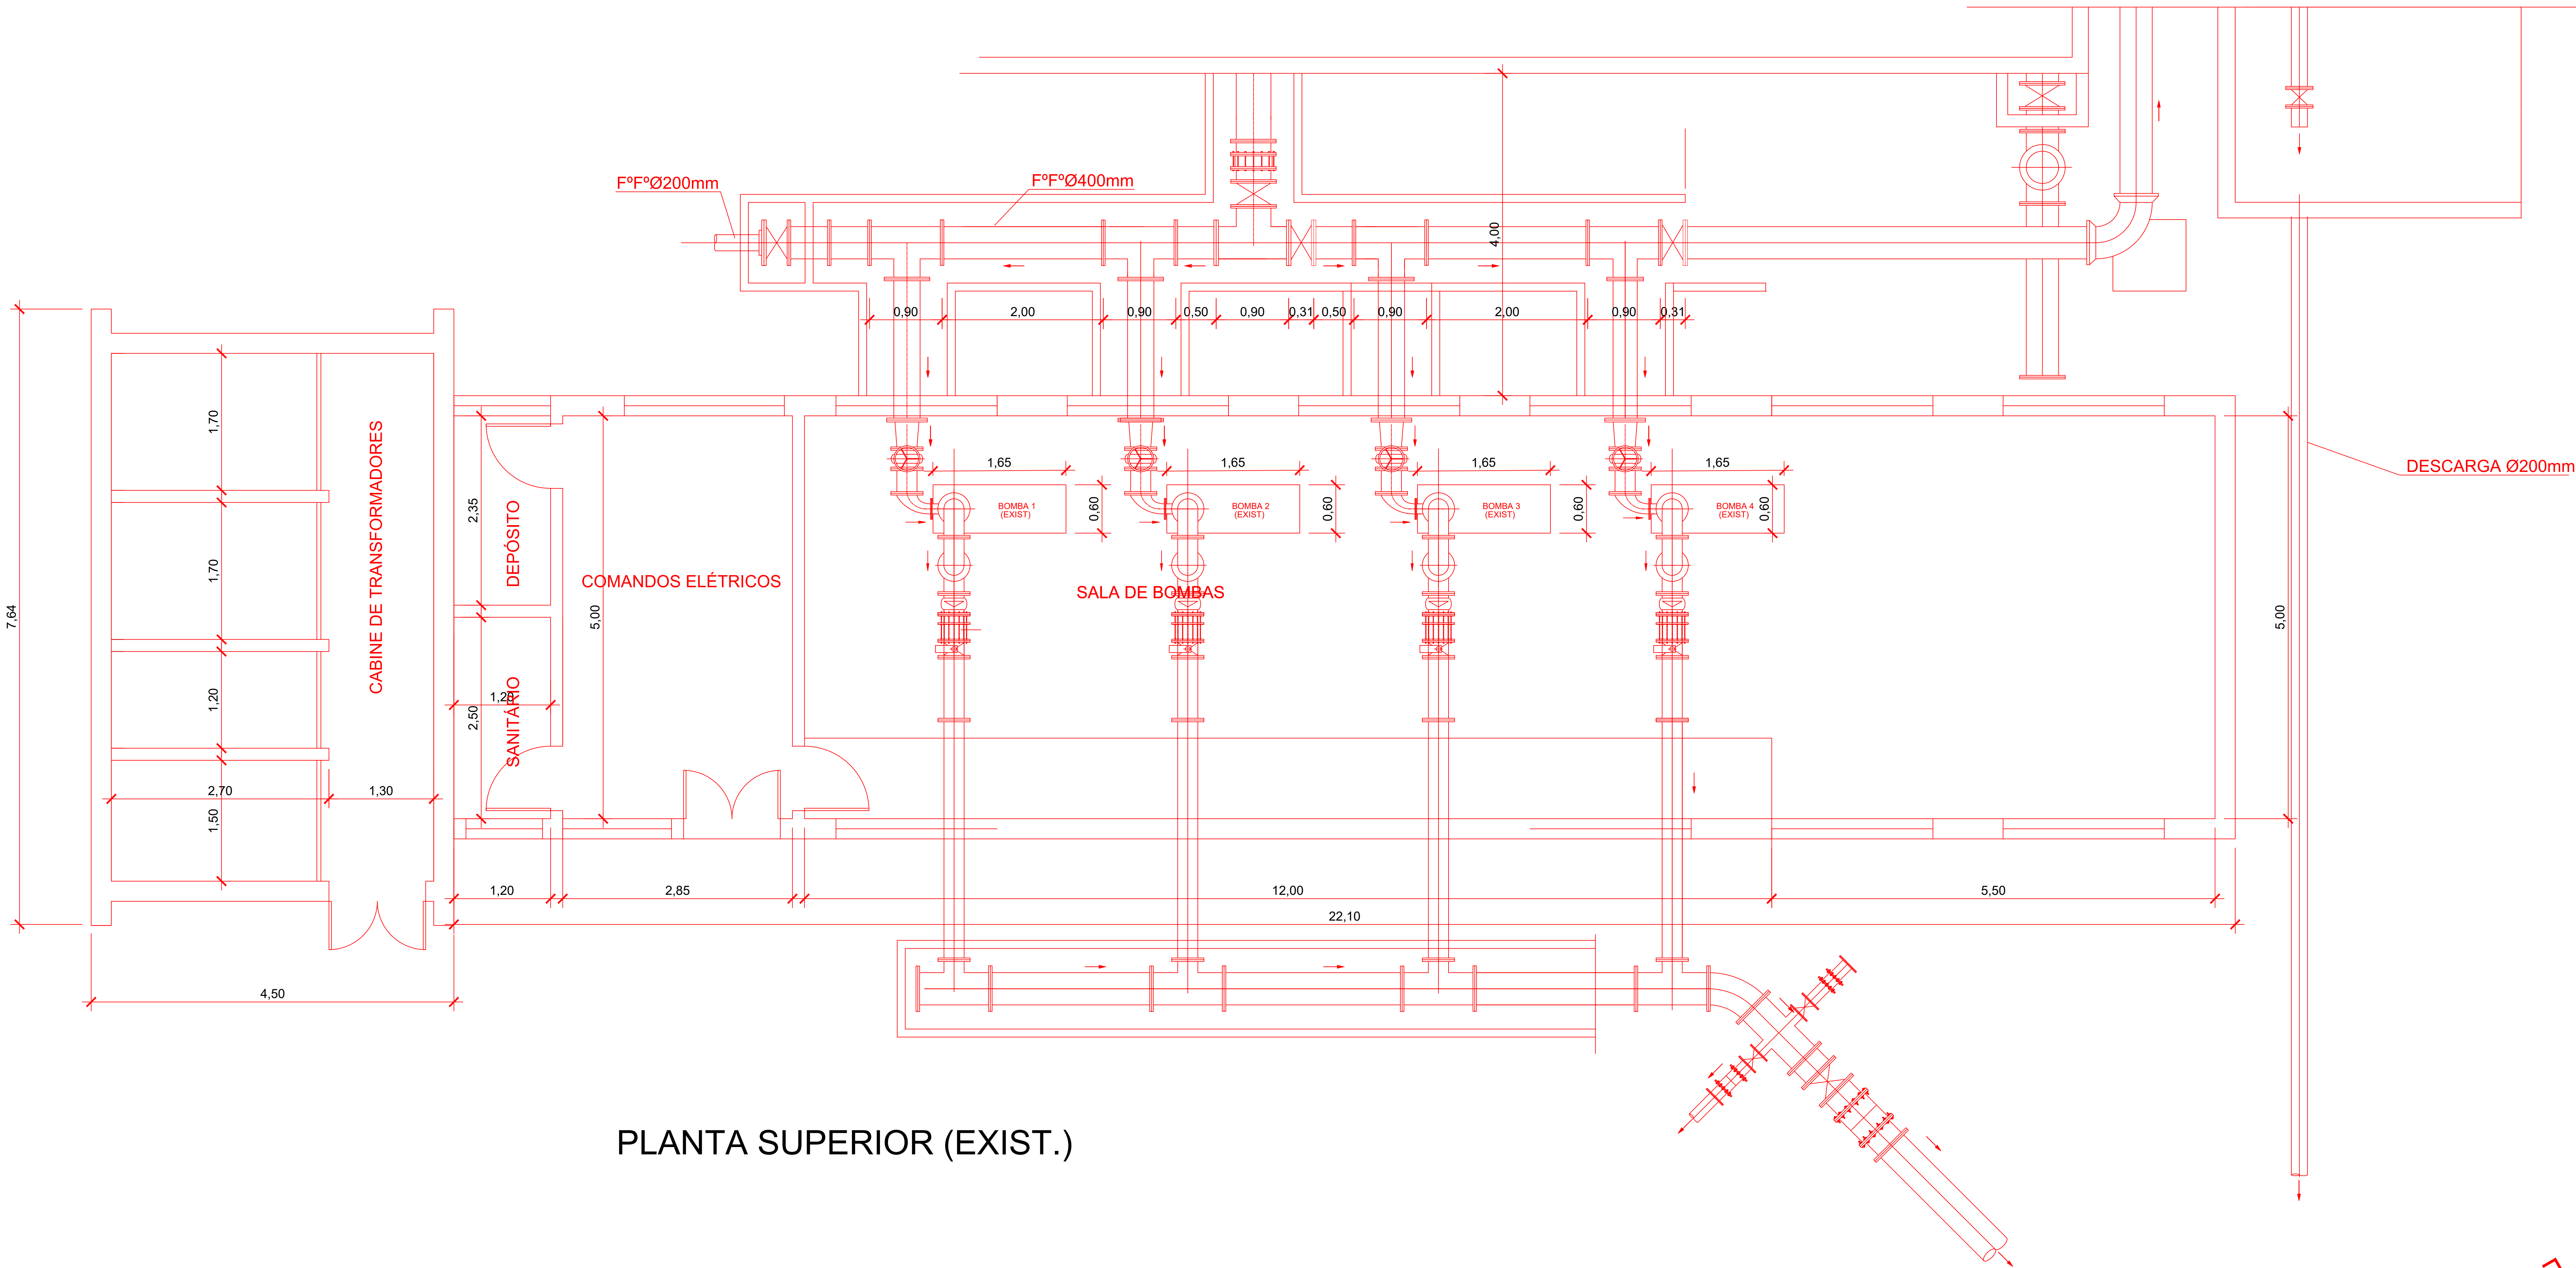 F°F°Ø200mm
F°F°Ø400mm
4,00
0,90
2,00
0,90
0,50
0,90
0,31
0,50
0,90
2,00
0,90
0,31
7,64
1,70
1,70
1,20
1,50
2,70
1,30
4,50
CABINE DE TRANSFORMADORES
2,35
DEPÓSITO
2,50
SANITÁRIO
1,20
COMANDOS ELÉTRICOS
5,00
1,65
BOMBA 1
(EXIST)
0,60
1,65
BOMBA 2
(EXIST)
0,60
1,65
BOMBA 3
(EXIST)
0,60
1,65
BOMBA 4
(EXIST)
0,60
SALA DE BOMBAS
5,00
DESCARGA Ø200mm
1,20
2,85
12,00
5,50
22,10
PLANTA SUPERIOR (EXIST.)